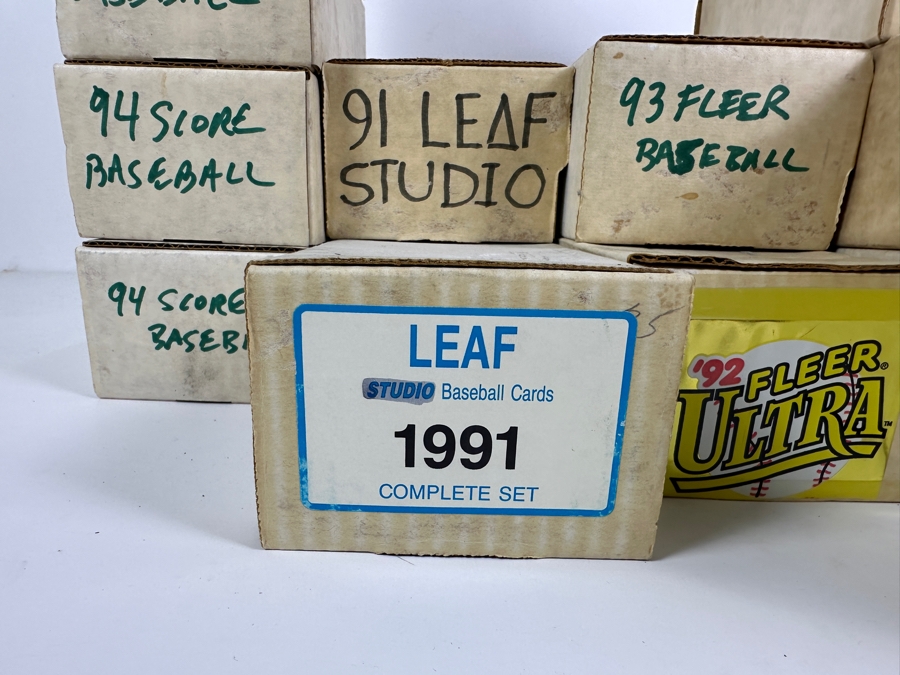 94 SCORE
BASEBALL
91 LEAF
STUDIO
93 FLEER
BASEBALL
94 SCORE
BASEB
LEAF
STUDIO Baseball Cards
1991
COMPLETE SET
'92 FLEER®
ULTRA™